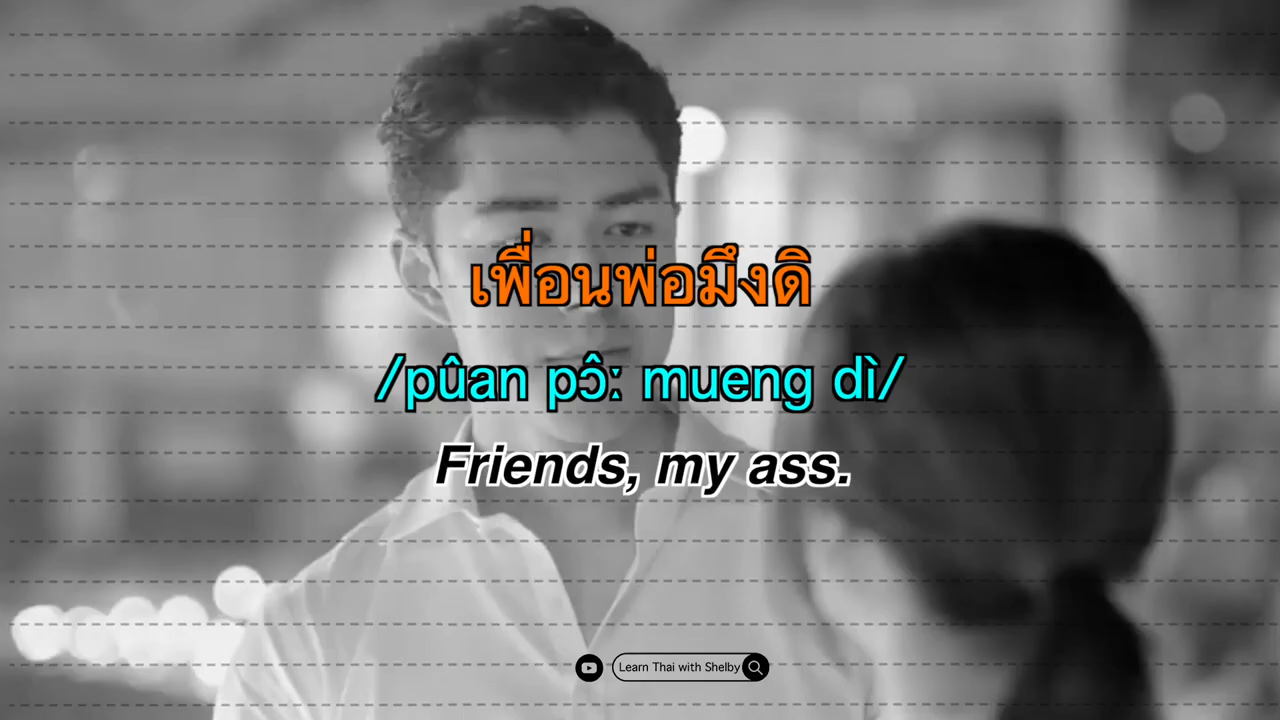 เพื่อนพ่อมึงดิ
/pûan pɔ̂ː mueng dì/
Friends, my ass.
Learn Thai with Shelby